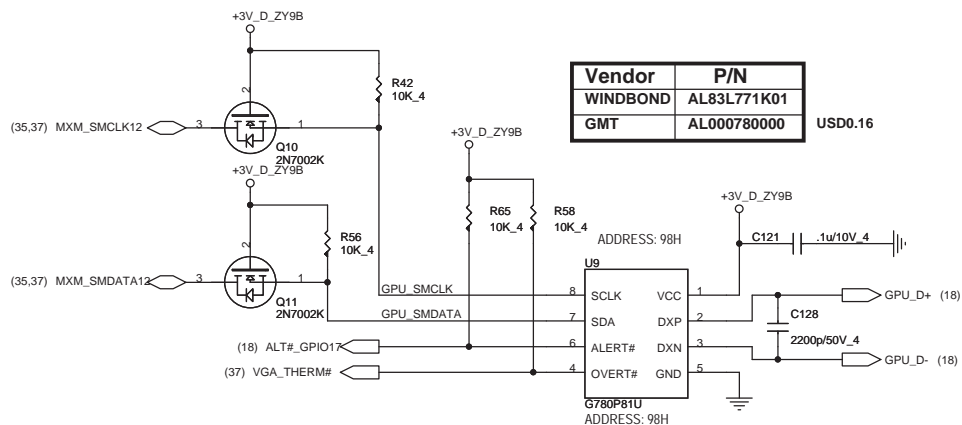 +3V_D_ZY9B
2
R42
10K_4
(35,37) MXM_SMCLK12
3
1
Q10
2N7002K
Vendor P/N
WINDBOND AL83L771K01
GMT AL000780000
USD0.16
+3V_D_ZY9B
2
R56
10K_4
(35,37) MXM_SMDATA12
3
1
Q11
2N7002K
+3V_D_ZY9B
R65
10K_4
R58
10K_4
ADDRESS: 98H
+3V_D_ZY9B
C121
.1u/10V_4
U9
GPU_SMCLK
8
SCLK
VCC
1
GPU_SMDATA
7
SDA
DXP
2
GPU_D+ (18)
C128
2200p/50V_4
(18) ALT#_GPIO17
6
ALERT#
DXN
3
GPU_D- (18)
(37) VGA_THERM#
4
OVERT#
GND
5
G780P81U
ADDRESS: 98H